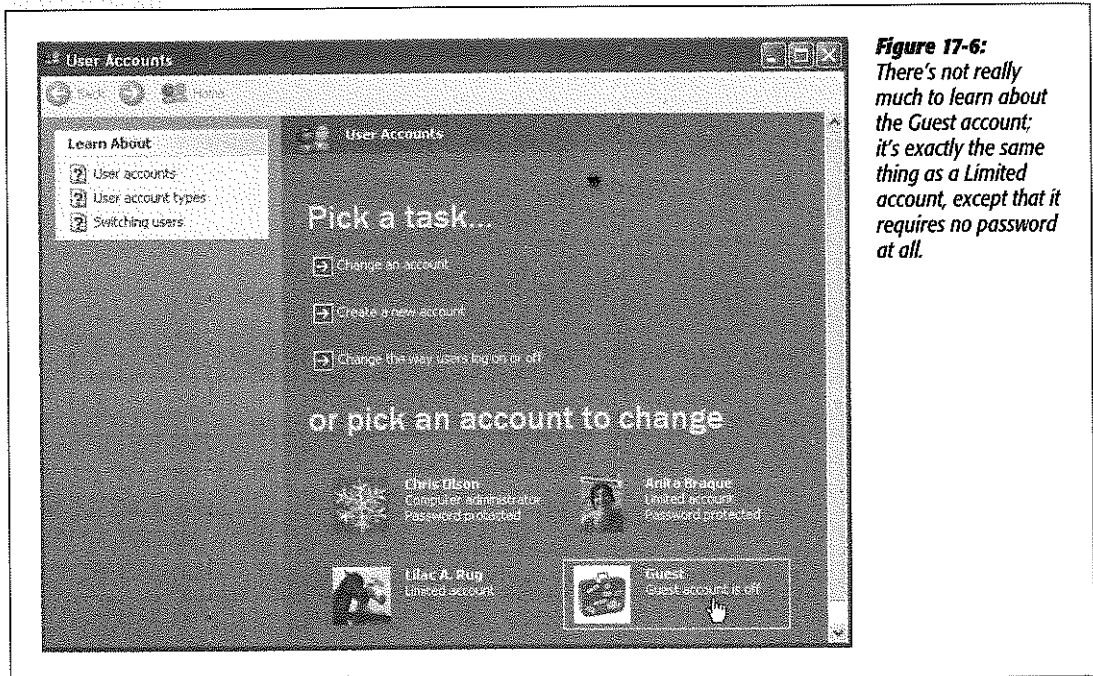 User Accounts
Back
Home
Learn About
User accounts
User account types
Switching users
User Accounts
Pick a task...
Change an account
Create a new account
Change the way users log on or off
or pick an account to change
Chris Olson
Computer administrator
Password protected
Anita Braque
Limited account
Password protected
Lilac A. Rug
Limited account
Guest
Guest account is off
Figure 17-6:
There's not really
much to learn about
the Guest account;
it's exactly the same
thing as a Limited
account, except that it
requires no password
at all.